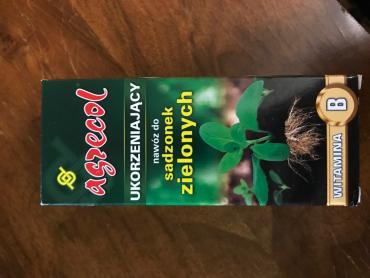 agrecol
UKORZENIAJĄCY
nawóz do
sadzonek
zielonych
WITAMINA
B